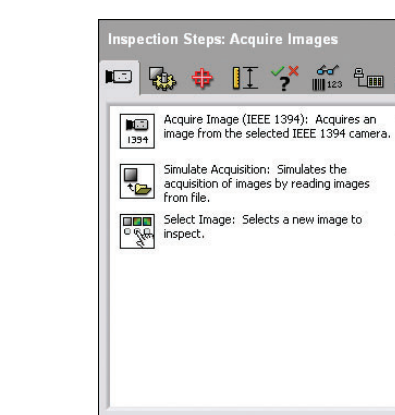 Inspection Steps: Acquire Images
123
Acquire Image (IEEE 1394): Acquires an
image from the selected IEEE 1394 camera.
1394
Simulate Acquisition: Simulates the
acquisition of images by reading images
from file.
Select Image: Selects a new image to
inspect.